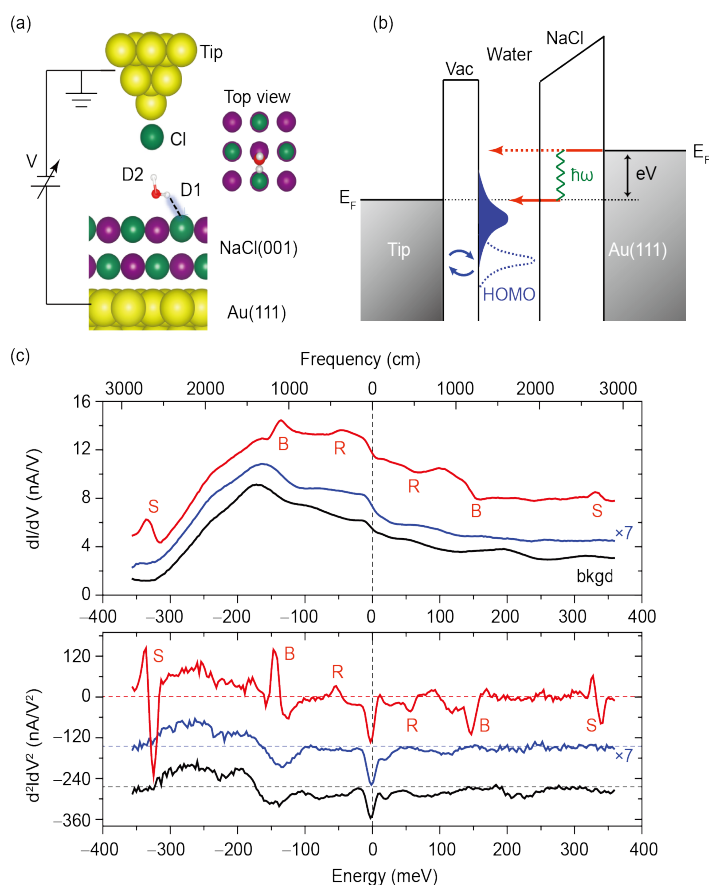 (a)
Tip
Top view
Cl
V
D2
D1
NaCl(001)
Au(111)
(b)
NaCl
Water
Vac
E_F
ħω
eV
E_F
Tip
Au(111)
HOMO
(c)
Frequency (cm)
3000 2000 1000 0 1000 2000 3000
16
12
8
4
0
dI/dV (nA/V)
S
B
R
R
B
S
×7
bkgd
−400 −300 −200 −100 0 100 200 300 400
120
0
−120
−240
−360
d²IdV² (nA/V²)
S
B
R
R
B
S
×7
−400 −300 −200 −100 0 100 200 300 400
Energy (meV)